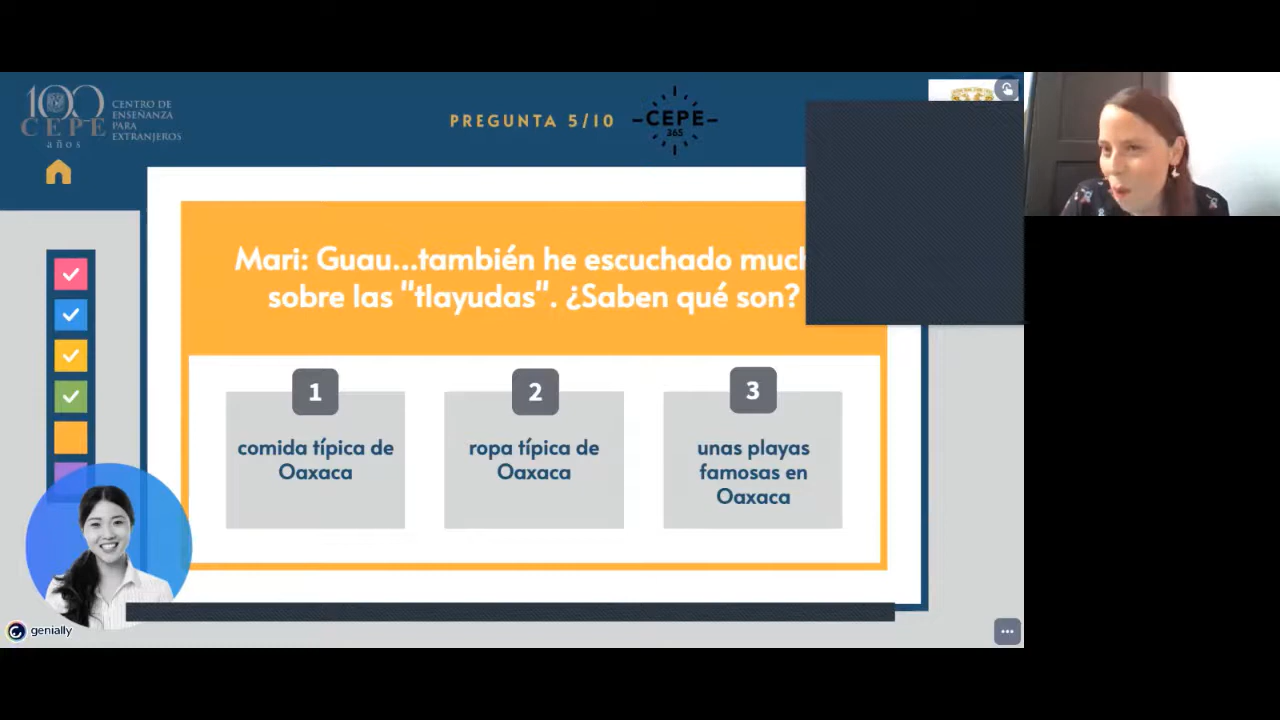 100
CEPE
años
CENTRO DE
ENSEÑANZA
PARA
EXTRANJEROS
PREGUNTA 5/10
CEPE
365
Mari: Guau...también he escuchado
sobre las "tlayudas". ¿Saben qué son?
1
comida típica de
Oaxaca
2
ropa típica de
Oaxaca
3
unas playas
famosas en
Oaxaca
genially